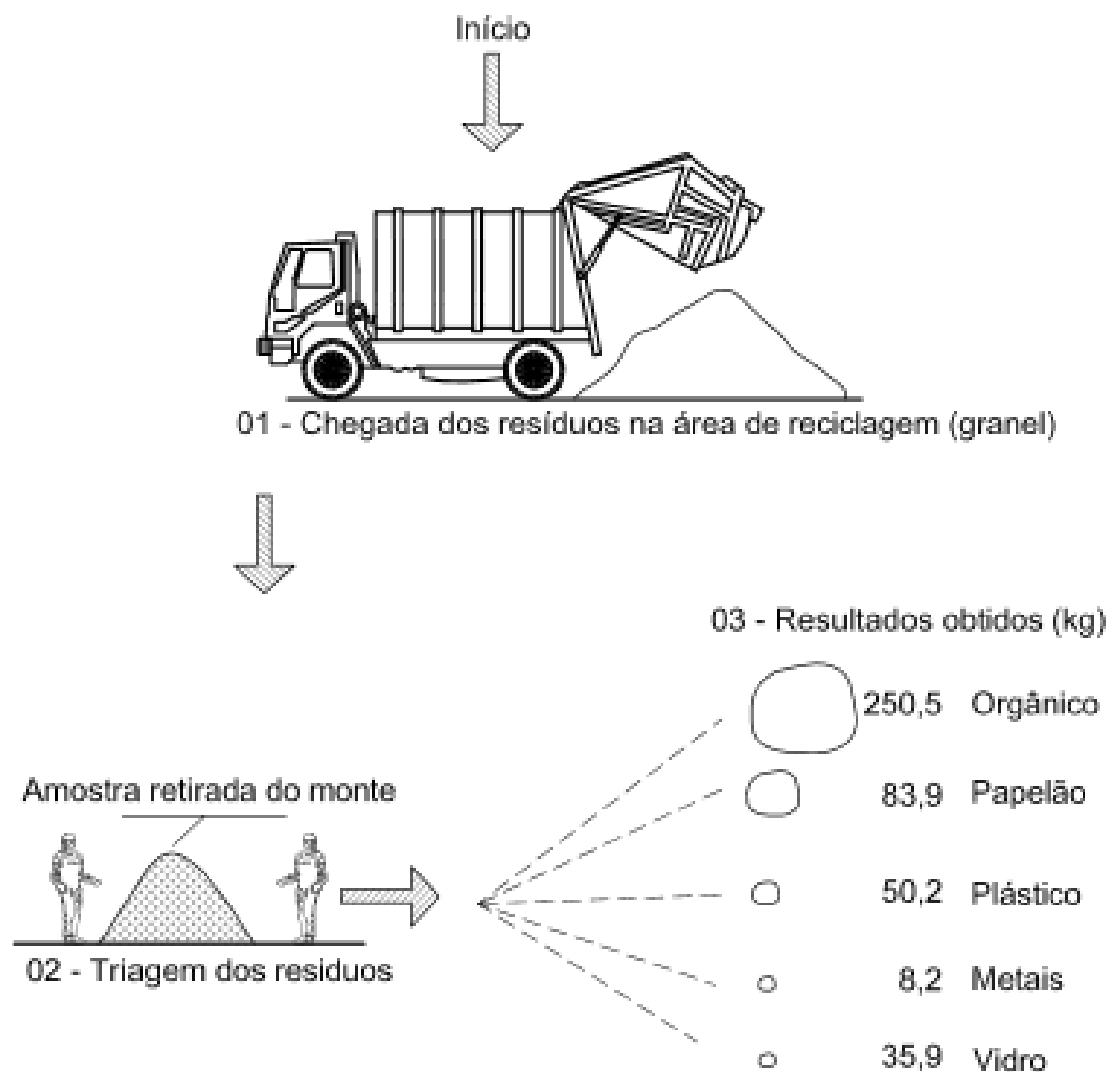 Início
01 - Chegada dos resíduos na área de reciclagem (granel)
03 - Resultados obtidos (kg)
250,5 Orgânico
83,9 Papelão
50,2 Plástico
8,2 Metais
35,9 Vidro
Amostra retirada do monte
02 - Triagem dos residuos